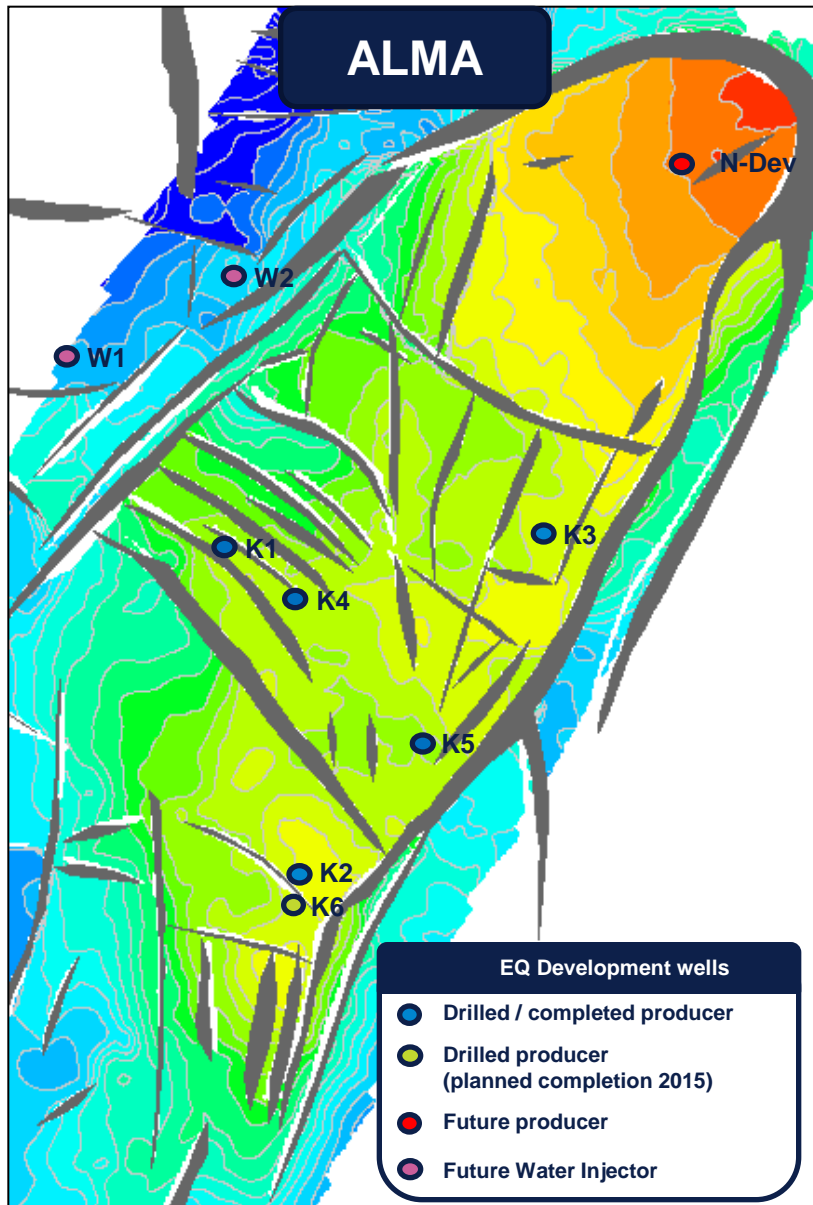 ALMA
N-Dev
W2
W1
K3
K1
K4
K5
K2
K6
EQ Development wells
Drilled / completed producer
Drilled producer
(planned completion 2015)
Future producer
Future Water Injector